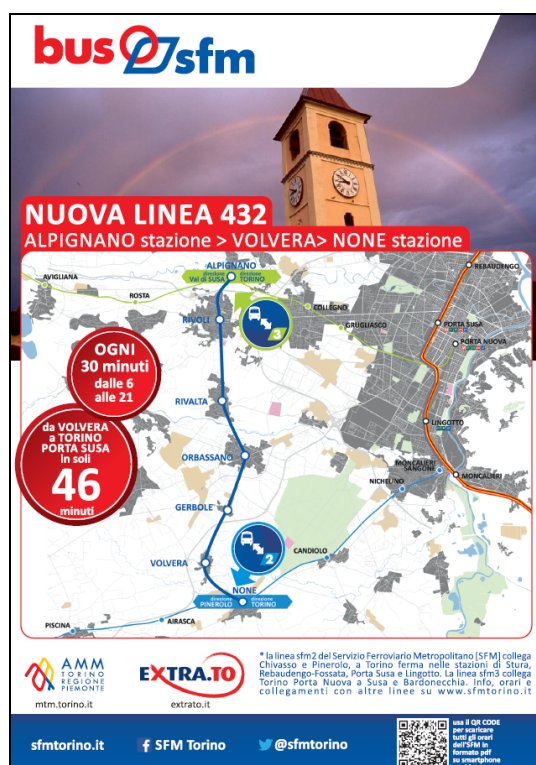 bus sfm
NUOVA LINEA 432
ALPIGNANO stazione > VOLVERA> NONE stazione
ALPIGNANO
direzione
Val di SUSA
direzione
TORINO
REBAUDENGO
AVIGLIANA
ROSTA
COLLEGNO
3
RIVOLI
GRUGLIASCO
PORTA SUSA
PORTA NUOVA
OGNI
30 minuti
dalle 6
alle 21
RIVALTA
LINGOTTO
da VOLVERA
a TORINO
PORTA SUSA
in soli
46
minuti
ORBASSANO
MONCALIERI
SANGONE
MONCALIERI
NICHELINO
GERBOLE
2
CANDIOLO
VOLVERA
NONE
direzione
PINEROLO
direzione
TORINO
AIRASCA
PISCINA
AMM
TORINO
REGIONE
PIEMONTE
mtm.torino.it
EXTRA.TO
extrato.it
* la linea sfm2 del Servizio Ferroviario Metropolitano [SFM] collega
Chivasso e Pinerolo, a Torino ferma nelle stazioni di Stura,
Rebaudengo-Fossata, Porta Susa e Lingotto. La linea sfm3 collega
Torino Porta Nuova a Susa e Bardonecchia. Info, orari e
collegamenti con altre linee su www.sfmtorino.it
sfmtorino.it
f SFM Torino
@sfmtorino
usa il QR CODE
per scaricare
tutti gli orari
dell'SFM in
formato pdf
su smartphone